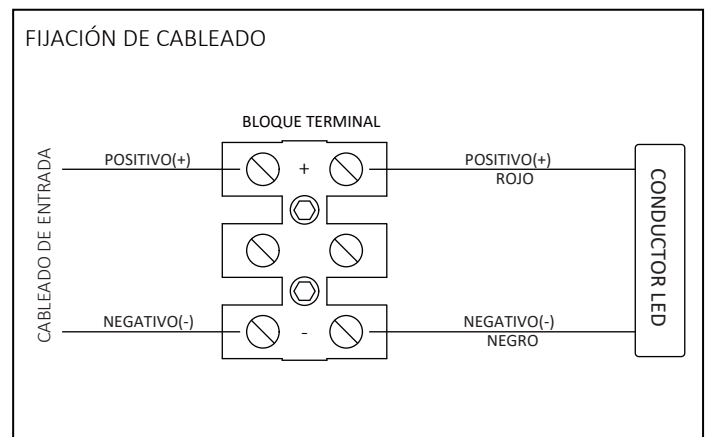 FIJACIÓN DE CABLEADO
BLOQUE TERMINAL
CABLEADO DE ENTRADA
POSITIVO(+)
+
POSITIVO(+)
ROJO
NEGATIVO(-)
-
NEGATIVO(-)
NEGRO
CONDUCTOR LED